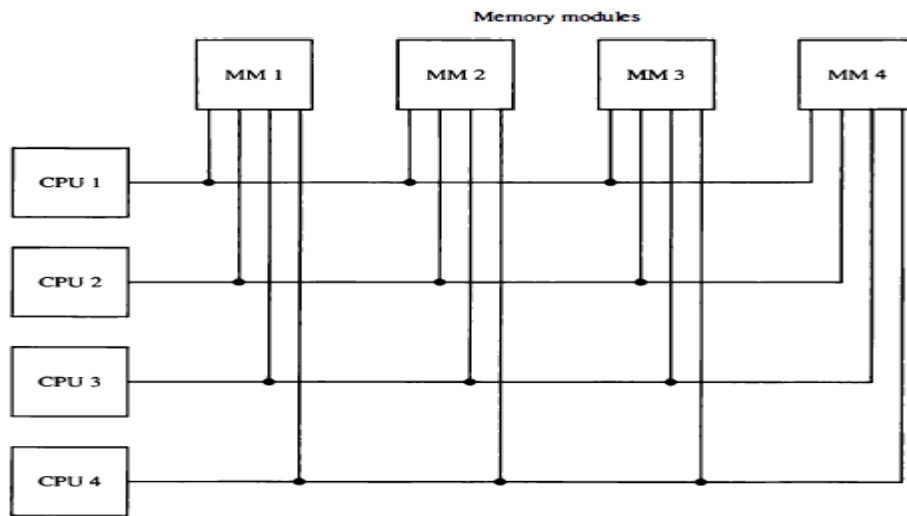 Memory modules
MM 1 MM 2 MM 3 MM 4
CPU 1
CPU 2
CPU 3
CPU 4